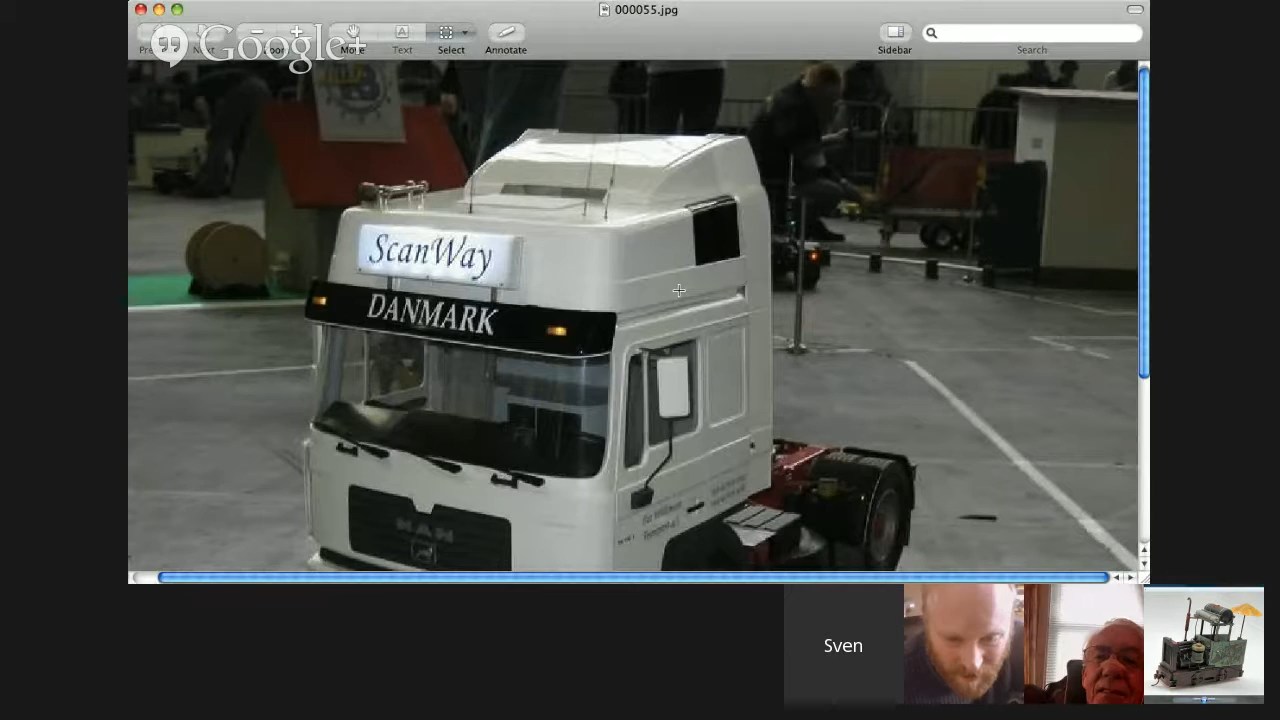 000055.jpg
Google+
Move
Text
Select
Annotate
Sidebar
Search
ScanWay
DANMARK
MAN
Sven